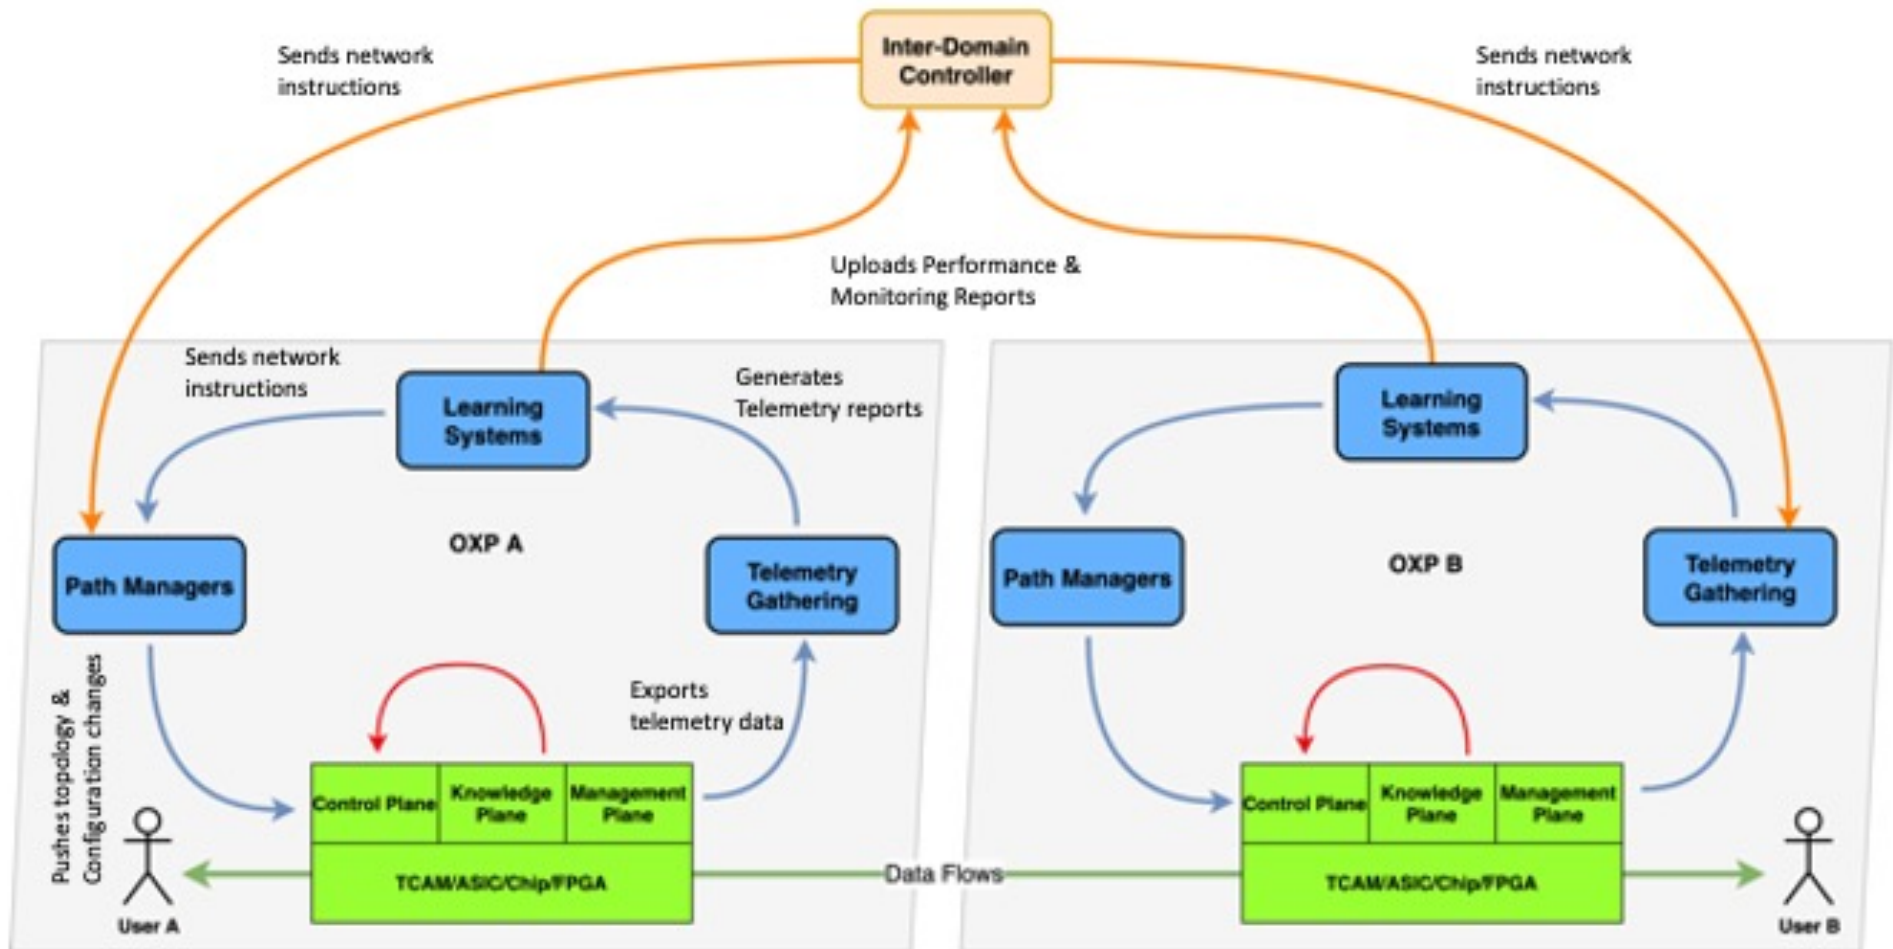 Inter-Domain
Controller
Sends network
instructions
Sends network
instructions
Uploads Performance &
Monitoring Reports
Sends network
instructions
Learning
Systems
Generates
Telemetry reports
OXP A
Path Managers
Telemetry
Gathering
Pushes topology &
Configuration changes
Exports
telemetry data
Control Plane
Knowledge
Plane
Management
Plane
TCAM/ASIC/Chip/FPGA
User A
Data Flows
Learning
Systems
OXP B
Path Managers
Telemetry
Gathering
Control Plane
Knowledge
Plane
Management
Plane
TCAM/ASIC/Chip/FPGA
User B